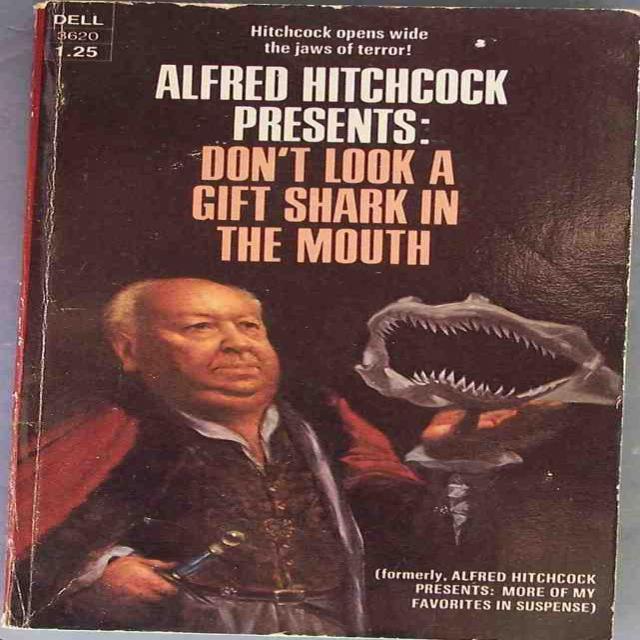 DELL
3620
1.25
Hitchcock opens wide
the jaws of terror!
ALFRED HITCHCOCK
PRESENTS:
DON'T LOOK A
GIFT SHARK IN
THE MOUTH
(formerly, ALFRED HITCHCOCK
PRESENTS: MORE OF MY
FAVORITES IN SUSPENSE)